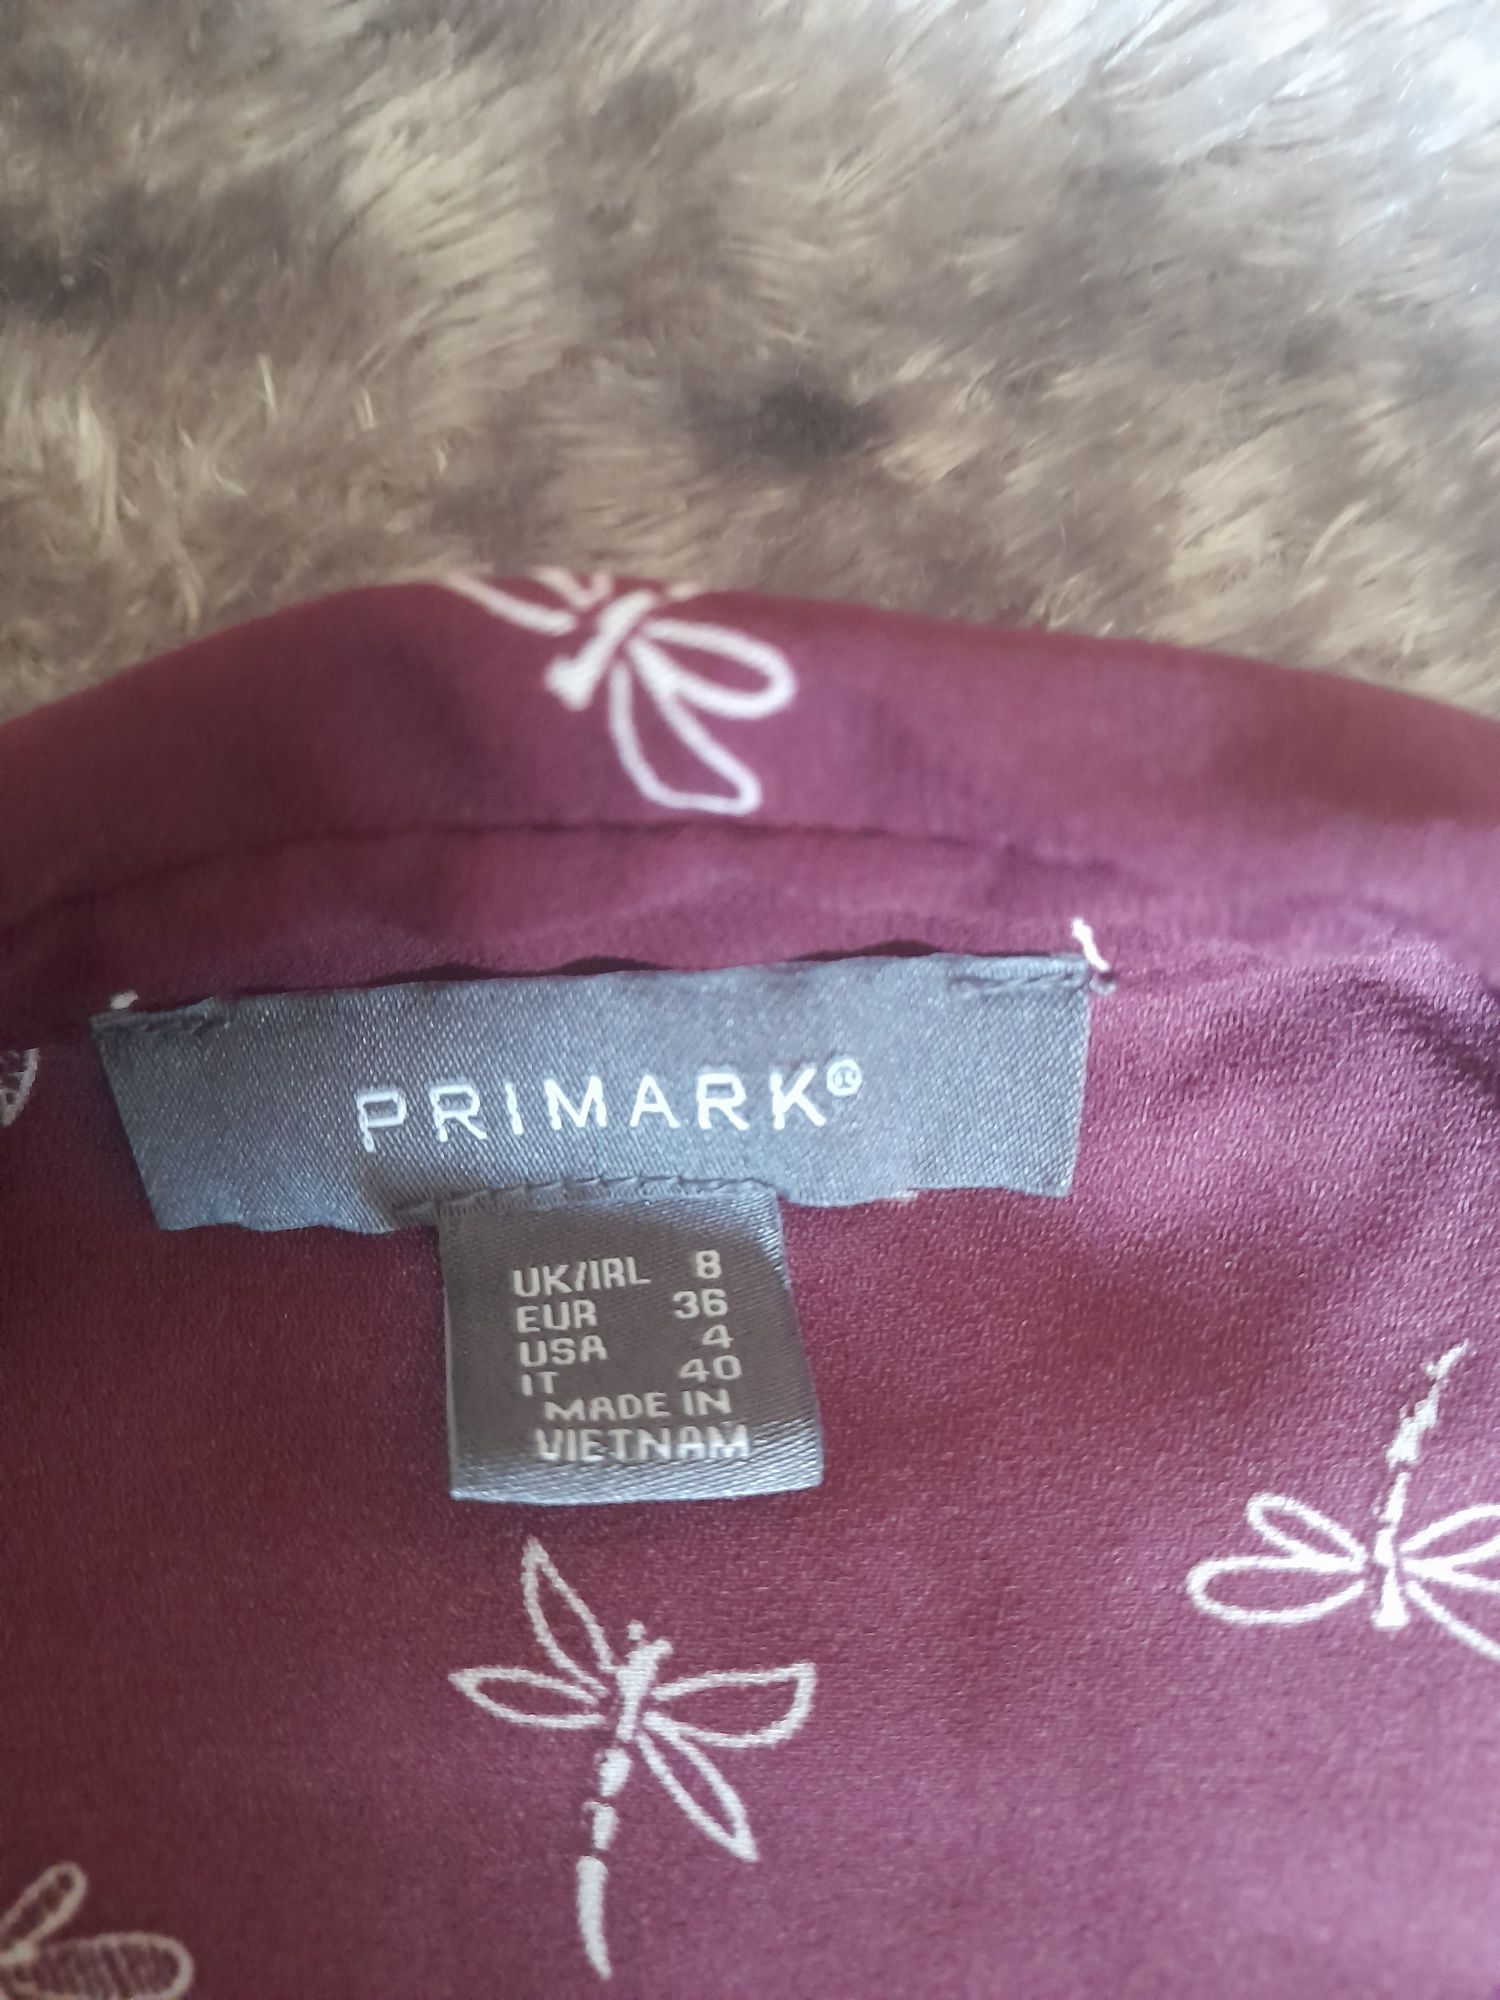 PRIMARK®
UK/IRL 8
EUR 36
USA 4
IT 40
MADE IN
VIETNAM